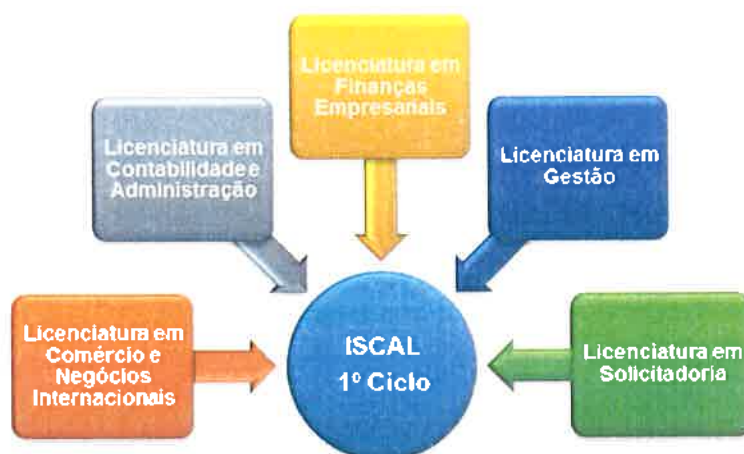 Licenciatura em
Comércio e
Negócios
Internacionais
Licenciatura em
Contabilidade e
Administração
Licenciatura em
Finanças
Empresariais
Licenciatura em
Gestão
Licenciatura em
Solicitadoria
ISCAL
1º Ciclo